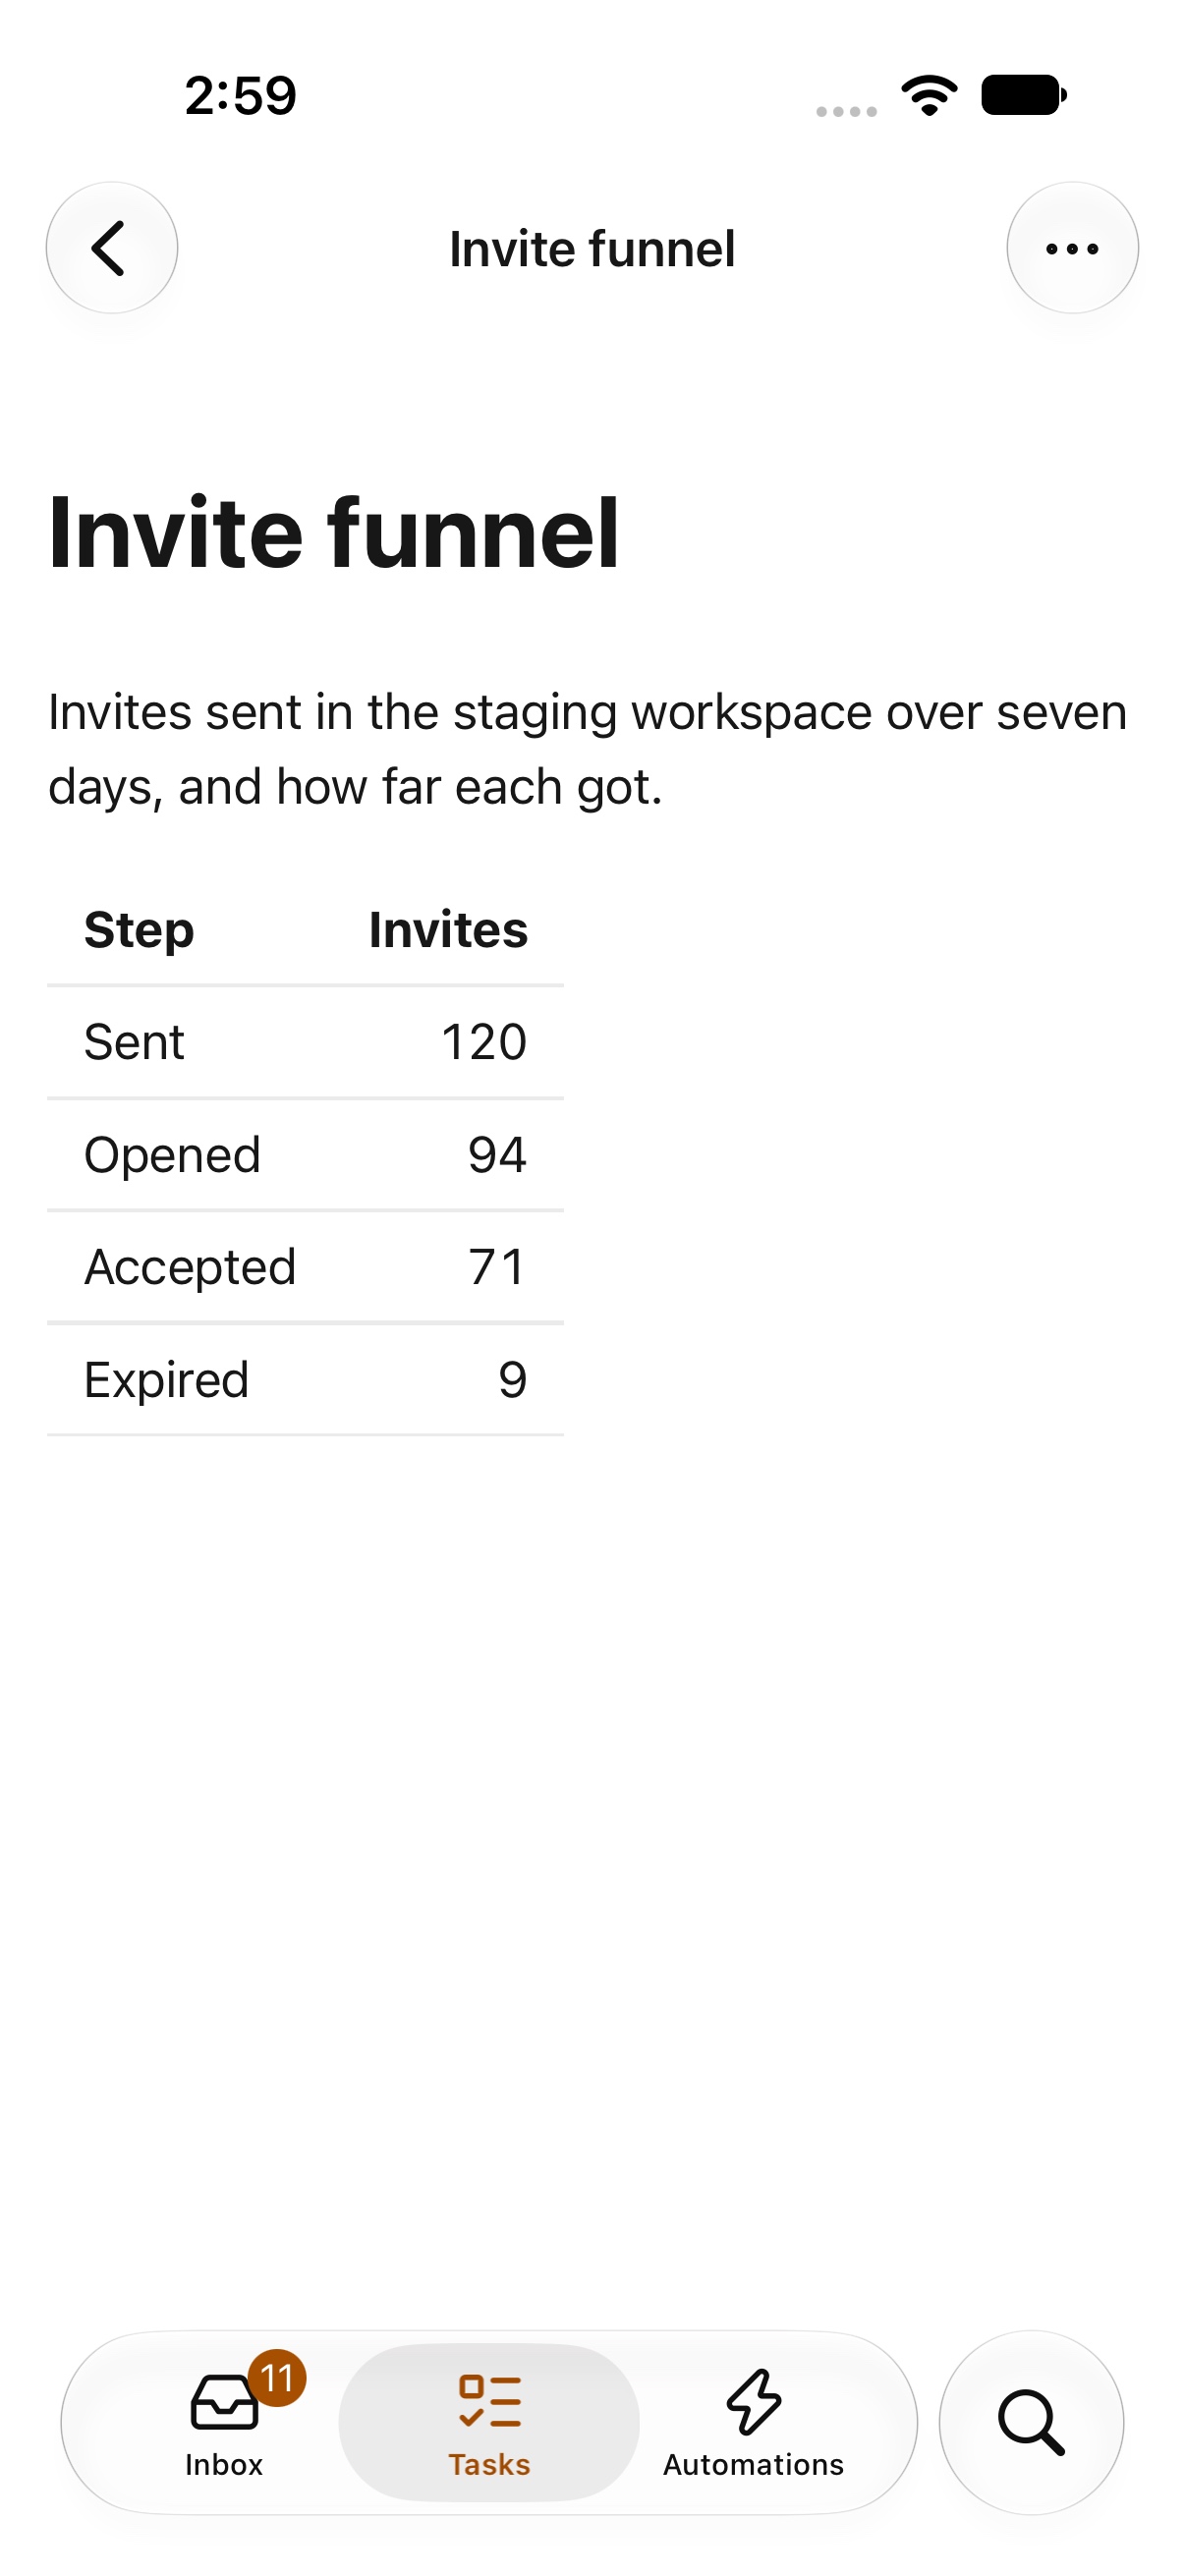 2:59
Invite funnel
Invite funnel
Invites sent in the staging workspace over seven
days, and how far each got.
Step Invites
Sent 120
Opened 94
Accepted 71
Expired 9
11
Inbox Tasks Automations